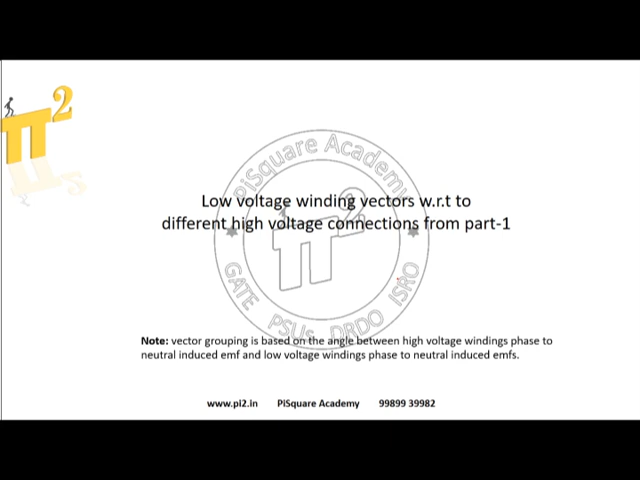 π2
PiSquare Academy
Low voltage winding vectors w.r.t to
different high voltage connections from part-1
π2
GATE PSUs DRDO ISRO
Note: vector grouping is based on the angle between high voltage windings phase to
neutral induced emf and low voltage windings phase to neutral induced emfs.
www.pi2.in PiSquare Academy 99899 39982